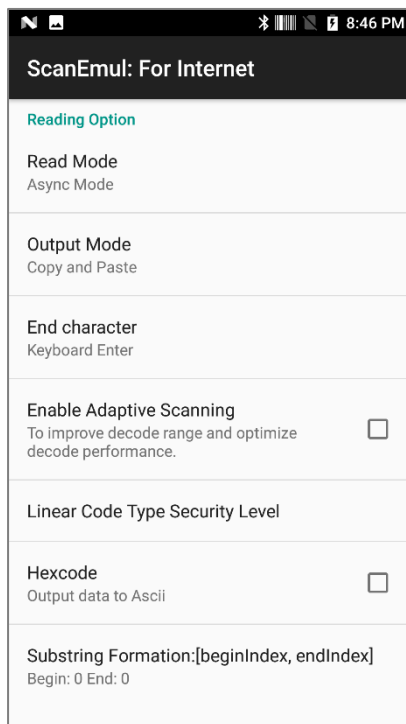 8:46 PM
ScanEmul: For Internet
Reading Option
Read Mode
Async Mode
Output Mode
Copy and Paste
End character
Keyboard Enter
Enable Adaptive Scanning
To improve decode range and optimize
decode performance.
Linear Code Type Security Level
Hexcode
Output data to Ascii
Substring Formation:[beginIndex, endIndex]
Begin: 0 End: 0